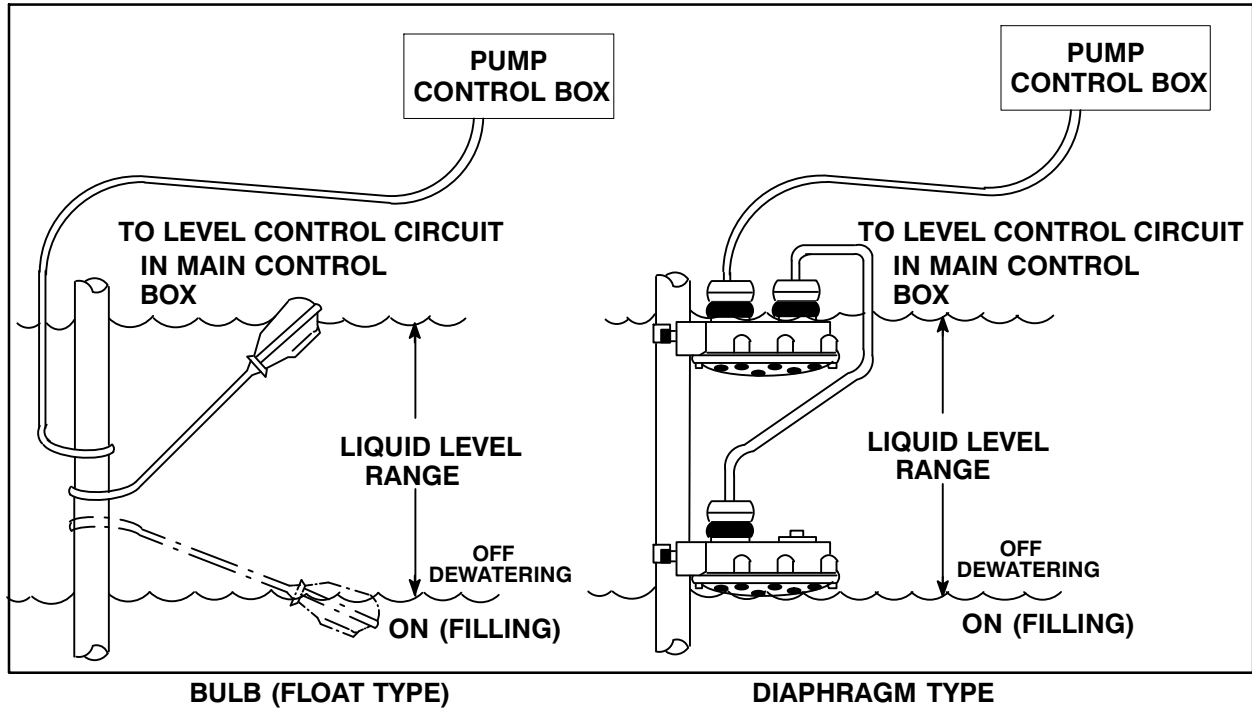 PUMP
CONTROL BOX
TO LEVEL CONTROL CIRCUIT
IN MAIN CONTROL
BOX
LIQUID LEVEL
RANGE
OFF
DEWATERING
ON (FILLING)
BULB (FLOAT TYPE)
PUMP
CONTROL BOX
TO LEVEL CONTROL CIRCUIT
IN MAIN CONTROL
BOX
LIQUID LEVEL
RANGE
OFF
DEWATERING
ON (FILLING)
DIAPHRAGM TYPE